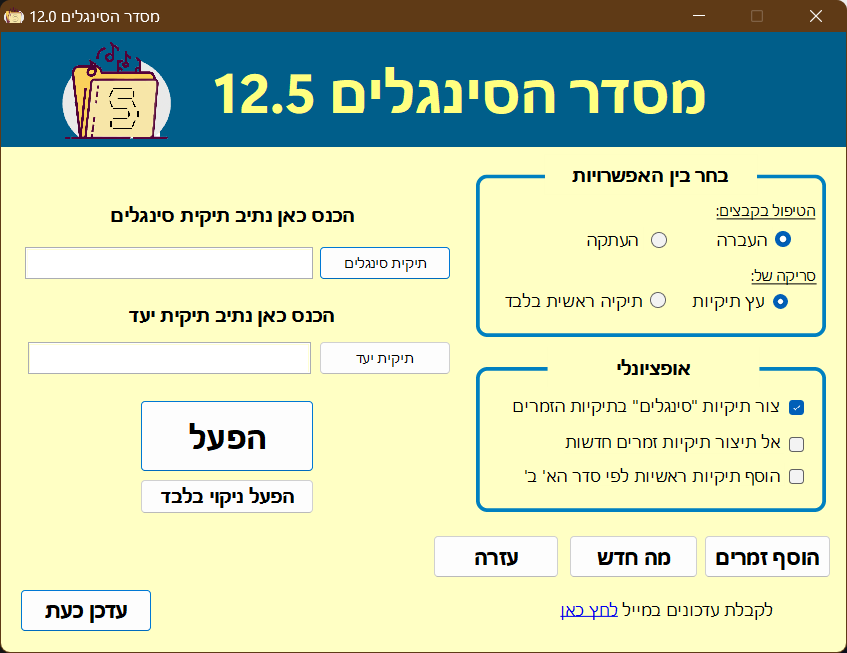 מסדר הסינגלים 12.0
מסדר הסינגלים 12.5
בחר בין האפשרויות
הטיפול בקבצים:
העברה
העתקה
סריקה של:
עץ תיקיות
תיקיה ראשית בלבד
הכנס כאן נתיב תיקית סינגלים
תיקית סינגלים
הכנס כאן נתיב תיקית יעד
תיקית יעד
הפעל
הפעל ניקוי בלבד
אופציונלי
צור תיקיות "סינגלים" בתיקיות הזמרים
אל תיצור תיקיות זמרים חדשות
הוסף תיקיות ראשיות לפי סדר הא' ב'
הוסף זמרים
מה חדש
עזרה
לקבלת עדכונים במייל לחץ כאן
עדכן כעת